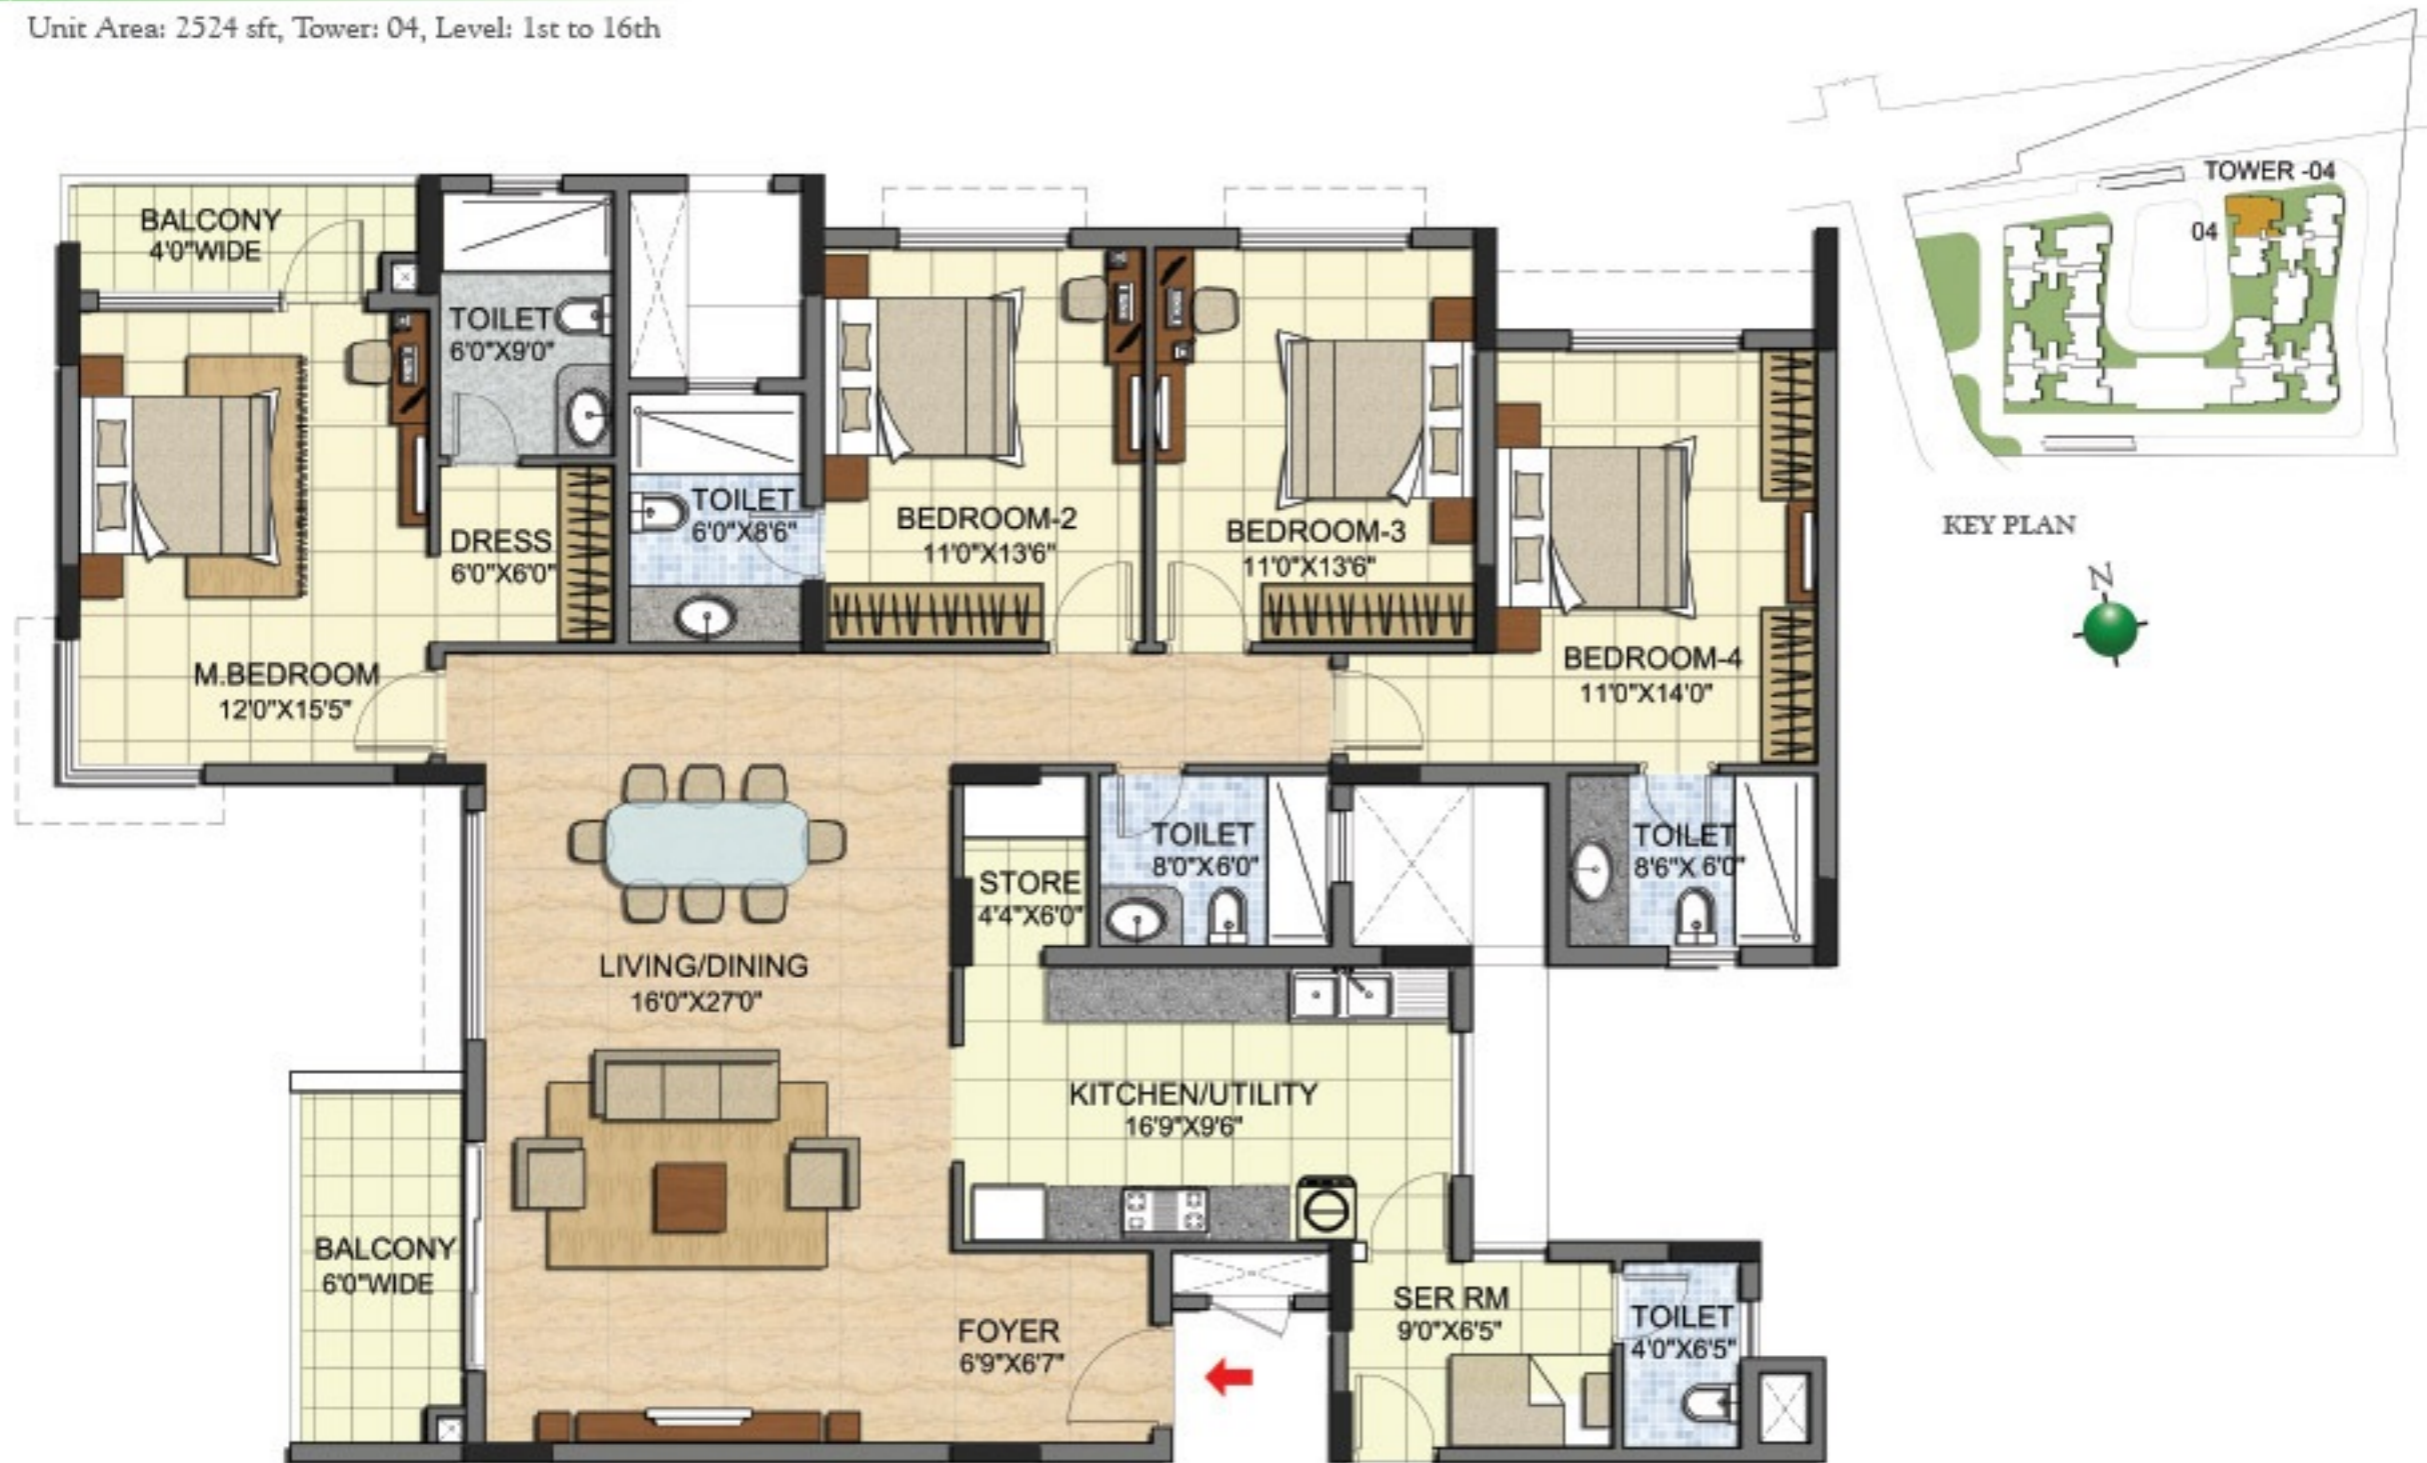 Unit Area: 2524 sft, Tower: 04, Level: 1st to 16th
TOWER -04
04
KEY PLAN
N
BALCONY
4'0"WIDE
TOILET
6'0"X9'0"
DRESS
6'0"X6'0"
M.BEDROOM
12'0"X15'5"
TOILET
6'0"X8'6"
BEDROOM-2
11'0"X13'6"
BEDROOM-3
11'0"X13'6"
BEDROOM-4
11'0"X14'0"
STORE
4'4"X6'0"
TOILET
8'0"X6'0"
TOILET
8'6"X 6'0"
LIVING/DINING
16'0"X27'0"
KITCHEN/UTILITY
16'9"X9'6"
BALCONY
6'0"WIDE
FOYER
6'9"X6'7"
SER RM
9'0"X6'5"
TOILET
4'0"X6'5"